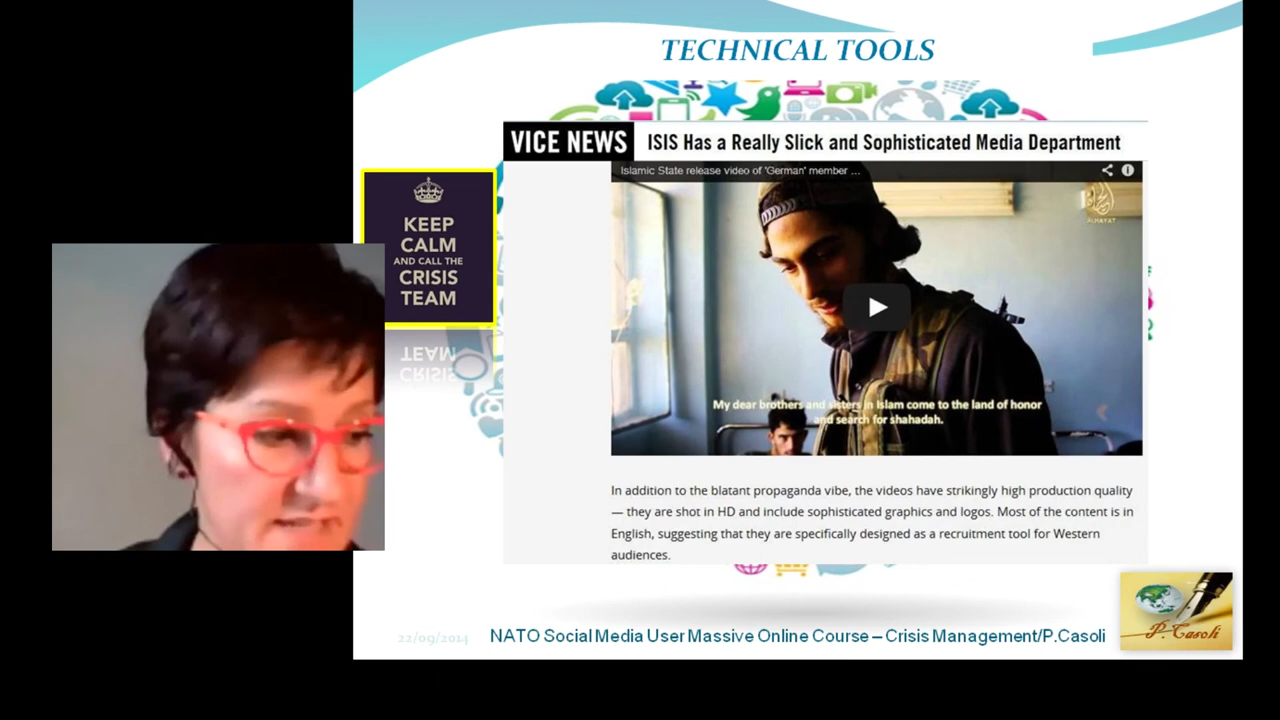 TECHNICAL TOOLS
VICE NEWS ISIS Has a Really Slick and Sophisticated Media Department
Islamic State release video of 'German' member ...
ALHAYAT
KEEP
CALM
AND CALL THE
CRISIS
TEAM
TEAM
CRISIS
My dear brothers and sisters in Islam come to the land of honor
and search for shahadah.
In addition to the blatant propaganda vibe, the videos have strikingly high production quality
— they are shot in HD and include sophisticated graphics and logos. Most of the content is in
English, suggesting that they are specifically designed as a recruitment tool for Western
audiences.
22/09/2014 NATO Social Media User Massive Online Course – Crisis Management/P.Casoli
P. Casoli